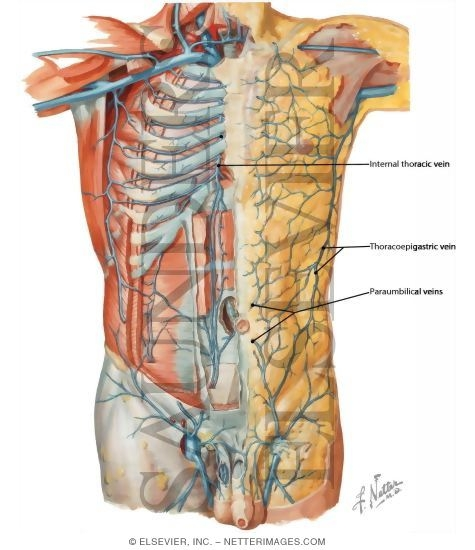 Internal thoracic vein
Thoracoepigastric vein
Paraumbilical veins
F. Netter
M.D.
© ELSEVIER, INC. – NETTERIMAGES.COM